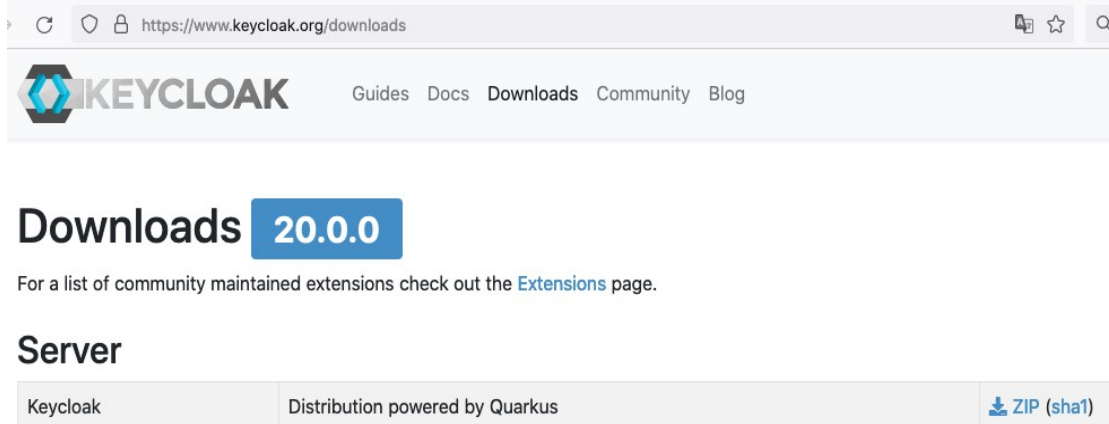 https://www.keycloak.org/downloads
KEYCLOAK Guides Docs Downloads Community Blog
Downloads 20.0.0
For a list of community maintained extensions check out the Extensions page.
Server
Keycloak Distribution powered by Quarkus ZIP (sha1)